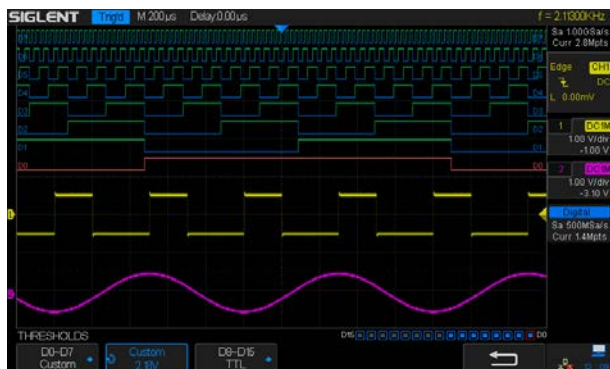 SIGLENT Trig'd M 200μs Delay:0.00μs f = 2.11300KHz
Sa 1.00GSa/s
Curr 2.8Mpts
Edge CH1
DC
L 0.00mV
D7
D6
D5
D4
D3
D2
D1
D0
1 DC1M
1.00 V/div
-1.00 V
2 DC1M
1.00 V/div
-3.10 V
Digital
Sa 500MSa/s
Curr 1.4Mpts
THRESHOLDS D15 D0
D0-D7 Custom D8-D15
Custom 2.18V TTL